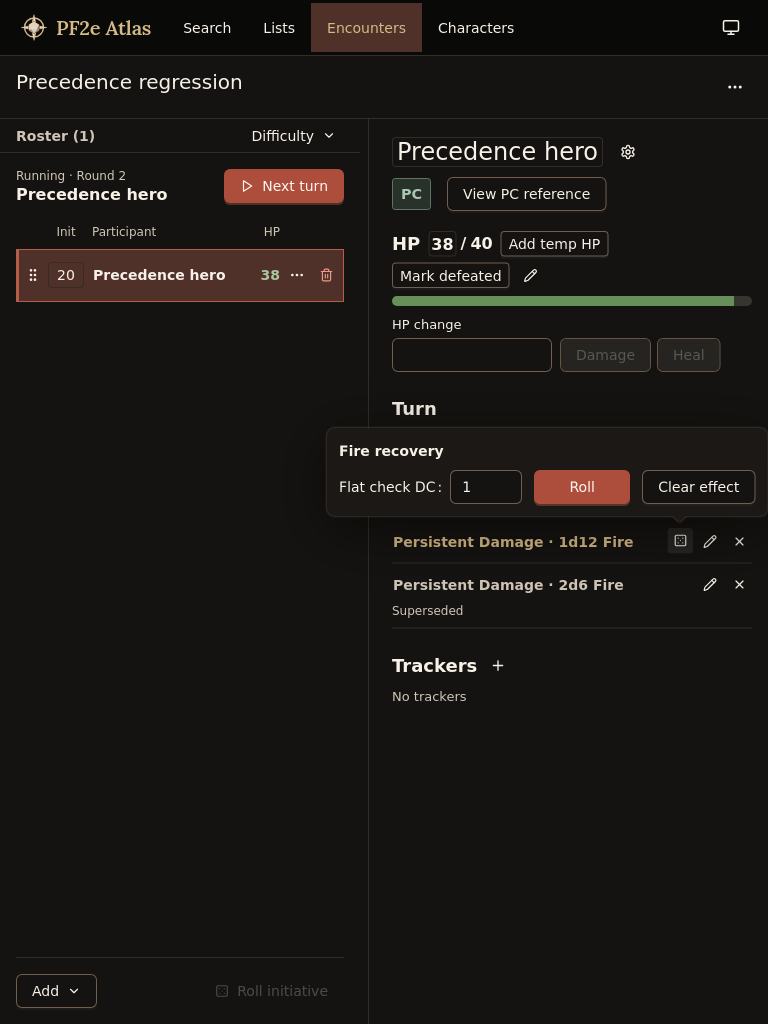 PF2e Atlas Search Lists Encounters Characters
Precedence regression
Roster (1) Difficulty
Running · Round 2
Precedence hero
Next turn
Init Participant HP
20 Precedence hero 38
Add
Roll initiative
Precedence hero
PC View PC reference
HP 38 / 40 Add temp HP
Mark defeated
HP change
Damage Heal
Turn
Fire recovery
Flat check DC: 1 Roll Clear effect
Persistent Damage · 1d12 Fire
Persistent Damage · 2d6 Fire
Superseded
Trackers
No trackers